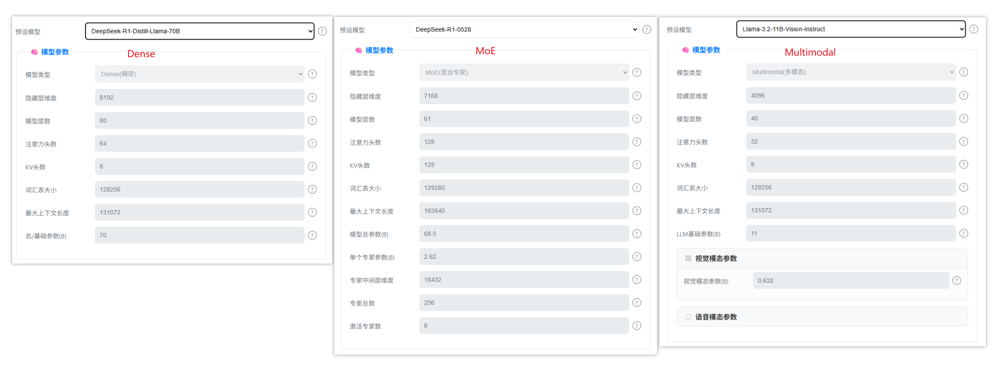 预设模型
DeepSeek-R1-Distill-Llama-70B
?
模型参数
Dense
模型类型
Dense(稠密)
?
隐藏层维度
8192
?
模型层数
80
?
注意力头数
64
?
KV头数
8
?
词汇表大小
128256
?
最大上下文长度
131072
?
总/基础参数(B)
70
?
预设模型
DeepSeek-R1-0528
?
模型参数
MoE
模型类型
MoE(混合专家)
?
隐藏层维度
7168
?
模型层数
61
?
注意力头数
128
?
KV头数
128
?
词汇表大小
129280
?
最大上下文长度
163840
?
模型总参数(B)
68.5
?
单个专家参数(B)
2.62
?
专家中间层维度
18432
?
专家总数
256
?
激活专家数
8
?
预设模型
Llama-3.2-11B-Vision-Instruct
?
模型参数
Multimodal
模型类型
Multimodal(多模态)
?
隐藏层维度
4096
?
模型层数
40
?
注意力头数
32
?
KV头数
8
?
词汇表大小
128256
?
最大上下文长度
131072
?
LLM基础参数(B)
11
?
视觉模态参数
视觉模态参数(B)
0.632
?
语音模态参数